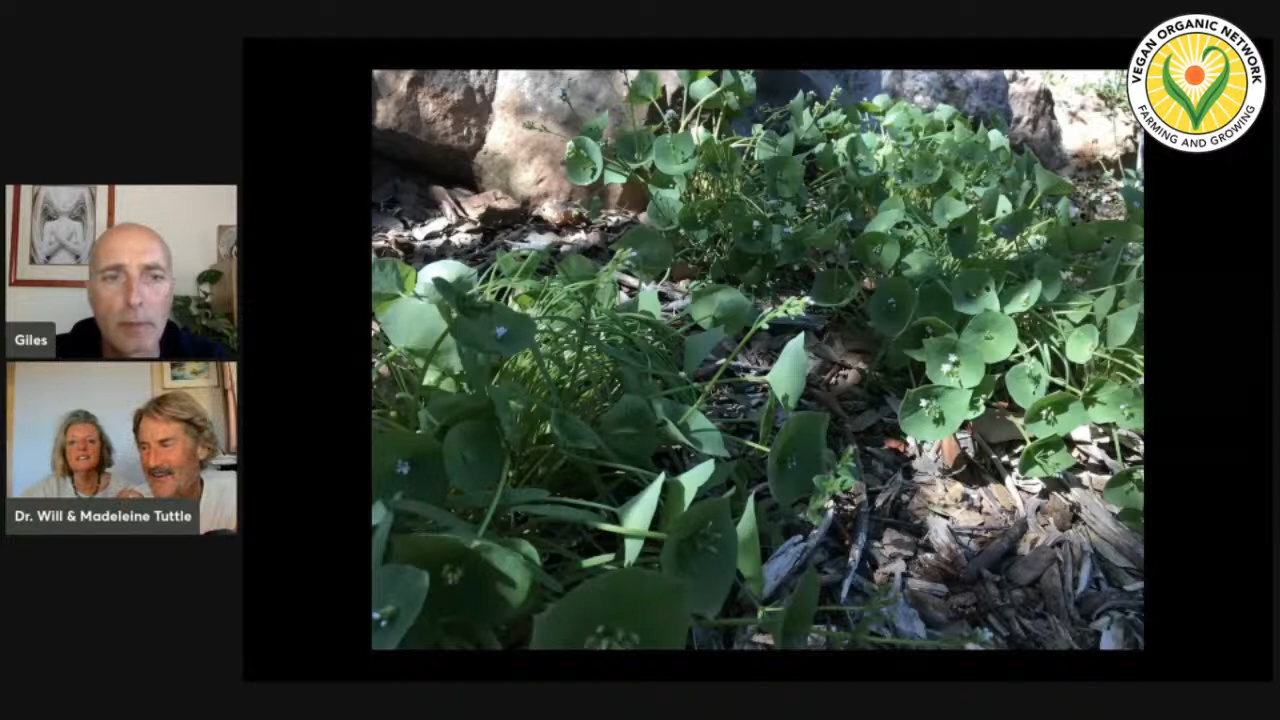 VEGAN ORGANIC NETWORK
FARMING AND GROWING
Giles
Dr. Will & Madeleine Tuttle